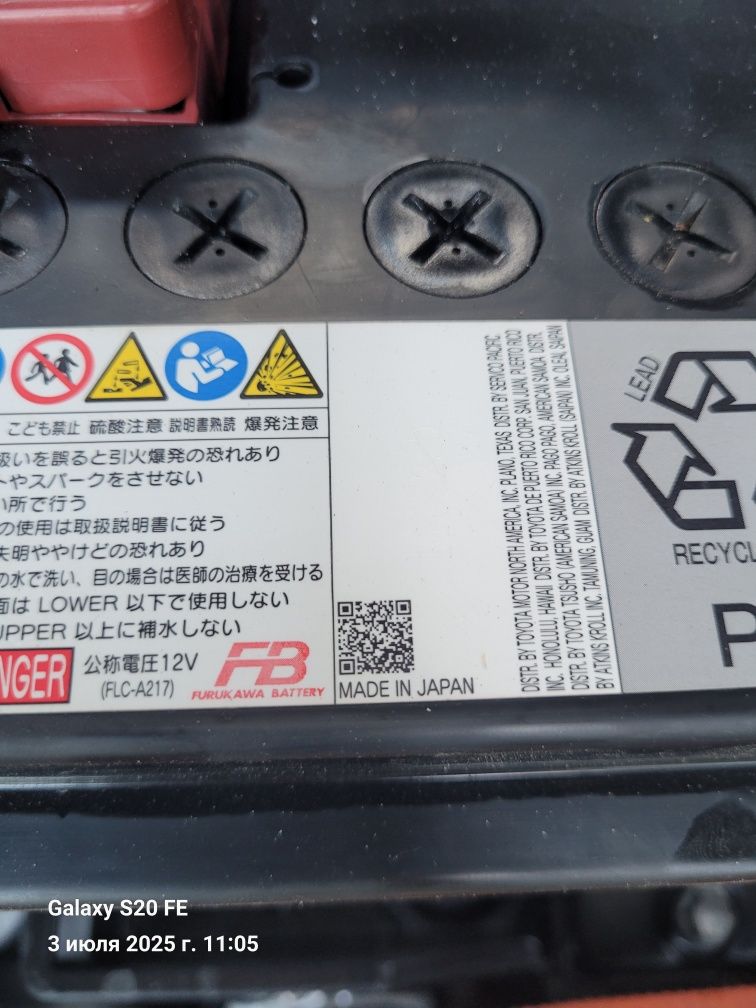 こども禁止 硫酸注意 説明書熟読 爆発注意
扱いを誤ると引火爆発の恐れあり
トやスパークをさせない
い所で行う
の使用は取扱説明書に従う
失明ややけどの恐れあり
の水で洗い、目の場合は医師の治療を受ける
面は LOWER 以下で使用しない
UPPER 以上に補水しない
NGER
公称電圧12V
(FLC-A217)
FB
FURUKAWA BATTERY
MADE IN JAPAN
DISTR. BY TOYOTA MOTOR NORTH AMERICA, INC. PLANO, TEXAS DISTR. BY SERVCO PACIFIC
INC. HONOLULU, HAWAII DISTR. BY TOYOTA DE PUERTO RICO CORP. SAN JUAN, PUERTO RICO
DISTR. BY TOYOTA TSUSHO (AMERICAN SAMOA) INC. PAGO PAGO, AMERICAN SAMOA DISTR.
BY ATKINS KROLL INC. TAMUNING, GUAM DISTR. BY ATKINS KROLL (SAIPAN) INC.
LEAD
RECYCL
P
Galaxy S20 FE
3 июля 2025 г. 11:05